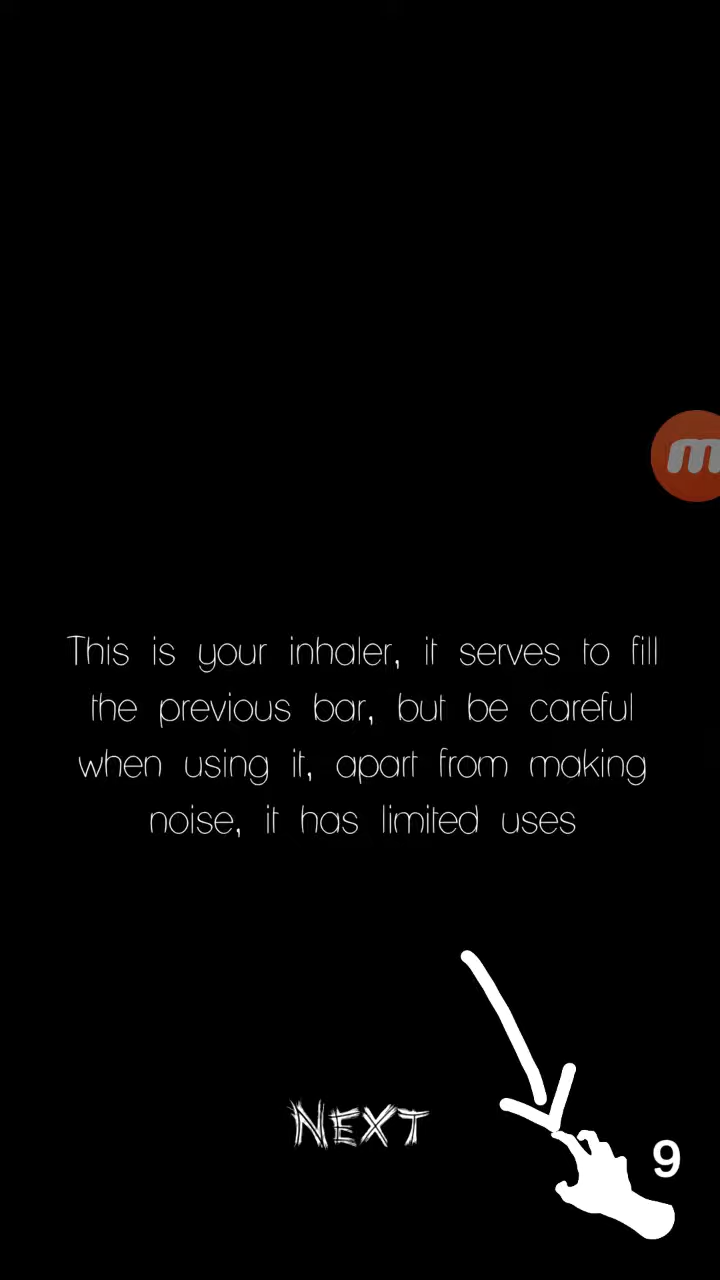 m
This is your inhaler, it serves to fill
the previous bar, but be careful
when using it, apart from making
noise, it has limited uses
NEXT
9